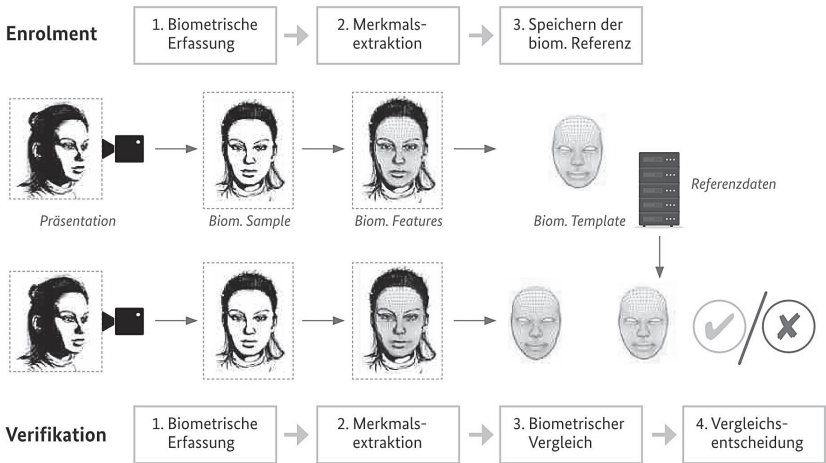 Enrolment
1. Biometrische
Erfassung
2. Merkmals-
extraktion
3. Speichern der
biom. Referenz
Präsentation
Biom. Sample
Biom. Features
Biom. Template
Referenzdaten
Verifikation
1. Biometrische
Erfassung
2. Merkmals-
extraktion
3. Biometrischer
Vergleich
4. Vergleichs-
entscheidung